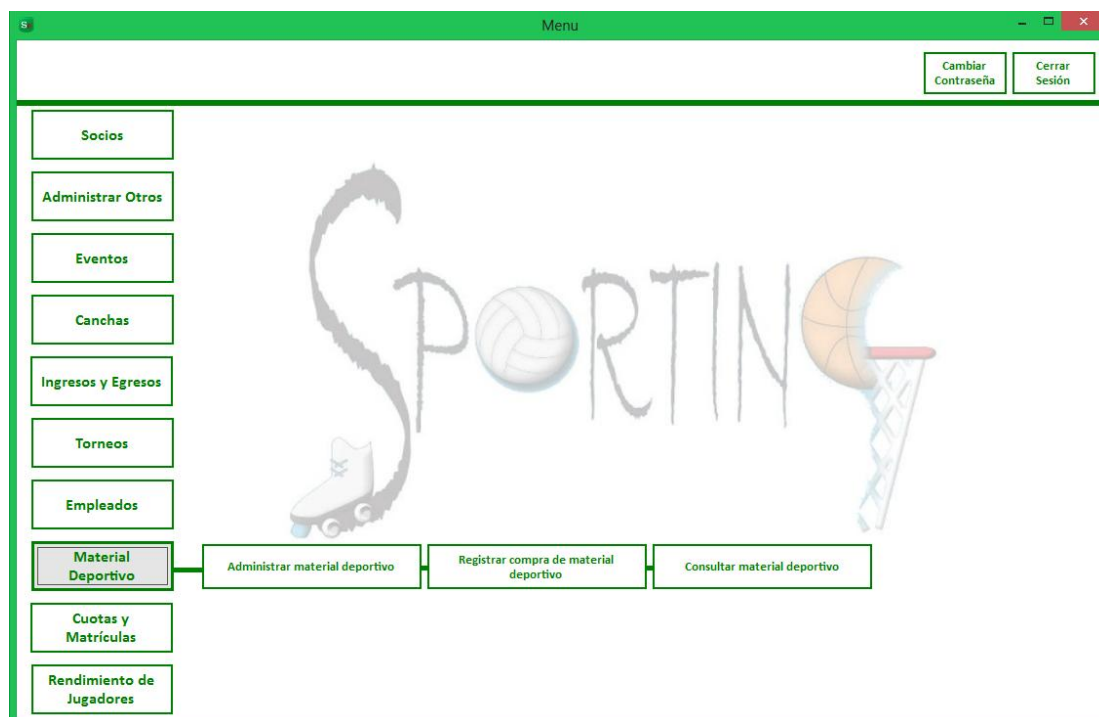 S
Menu
Cambiar
Contraseña
Cerrar
Sesión
Socios
Administrar Otros
Eventos
Canchas
Ingresos y Egresos
Torneos
Empleados
Material
Deportivo
Administrar material deportivo
Registrar compra de material
deportivo
Consultar material deportivo
Cuotas y
Matrículas
Rendimiento de
Jugadores
SPORTING